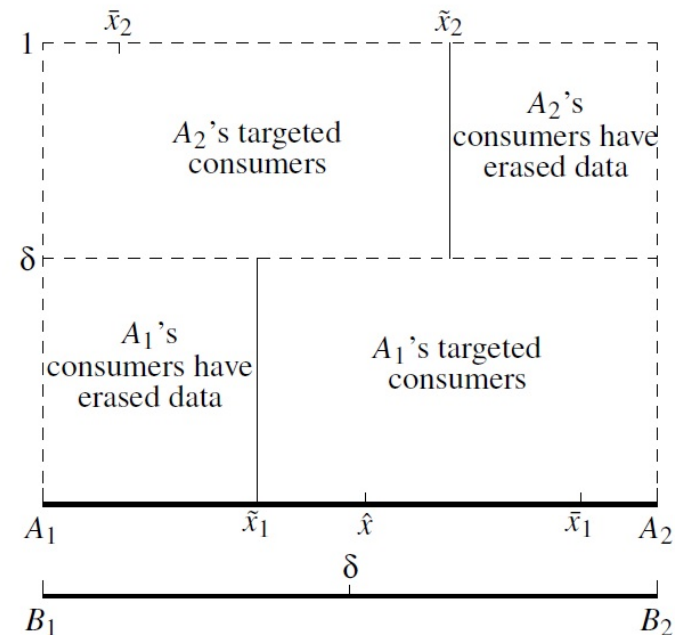 x̄₂ x̃₂
1
A₂'s targeted
consumers
A₂'s
consumers have
erased data
δ
A₁'s
consumers have
erased data
A₁'s targeted
consumers
A₁ x̃₁ x̂ x̄₁ A₂
δ
B₁ B₂